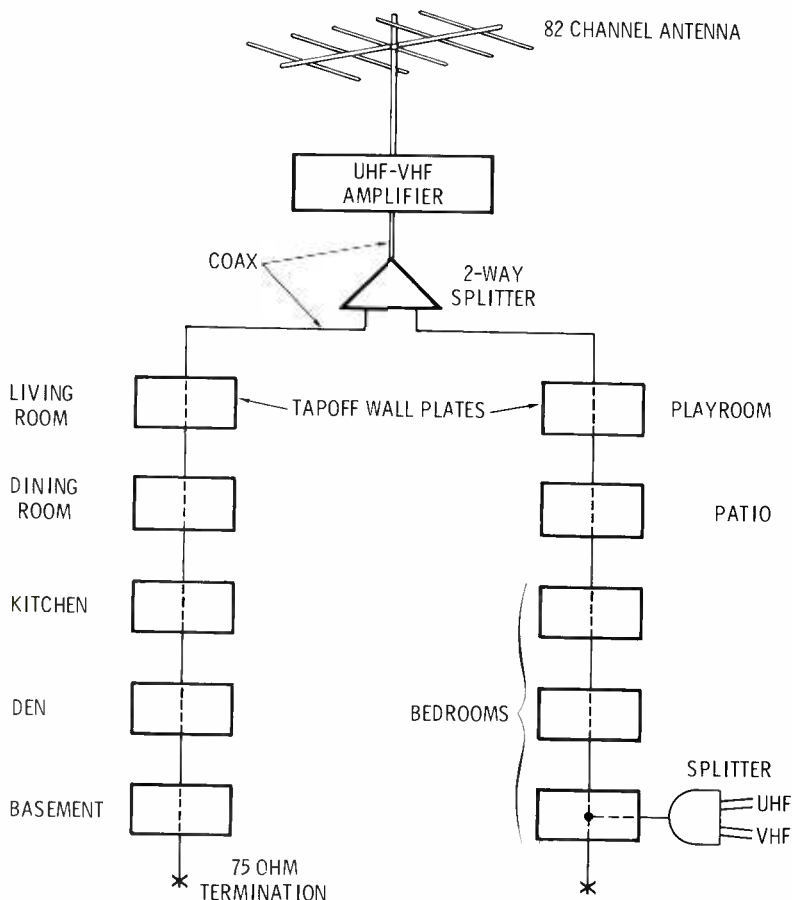 82 CHANNEL ANTENNA
UHF-VHF
AMPLIFIER
COAX
2-WAY
SPLITTER
LIVING
ROOM
TAPOFF WALL PLATES
PLAYROOM
DINING
ROOM
PATIO
KITCHEN
DEN
BEDROOMS
SPLITTER
BASEMENT
UHF
VHF
75 OHM
TERMINATION